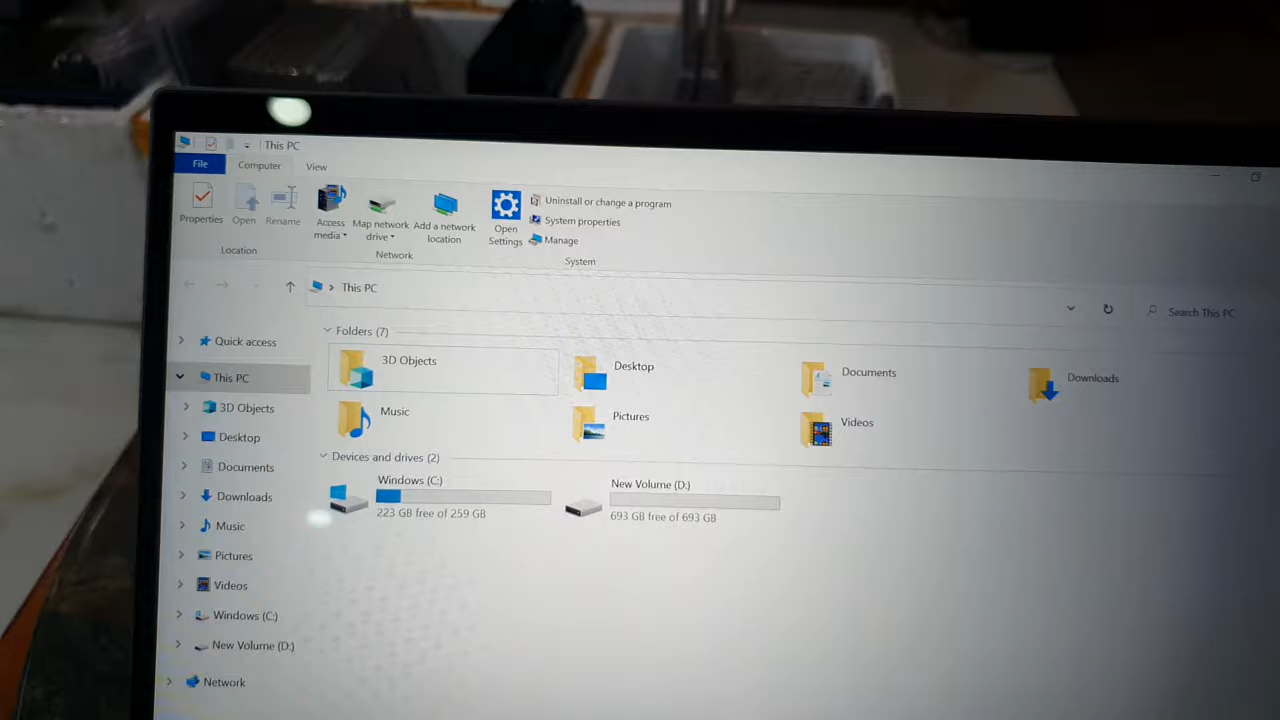 This PC
File Computer View
Properties Open Rename Access media Map network drive Add a network location Open Settings Uninstall or change a program
System properties
Manage
Location Network System
This PC Search This PC
Quick access
This PC
3D Objects
Desktop
Documents
Downloads
Music
Pictures
Videos
Windows (C:)
New Volume (D:)
Network
Folders (7)
3D Objects Desktop Documents Downloads
Music Pictures Videos
Devices and drives (2)
Windows (C:) New Volume (D:)
223 GB free of 259 GB 693 GB free of 693 GB